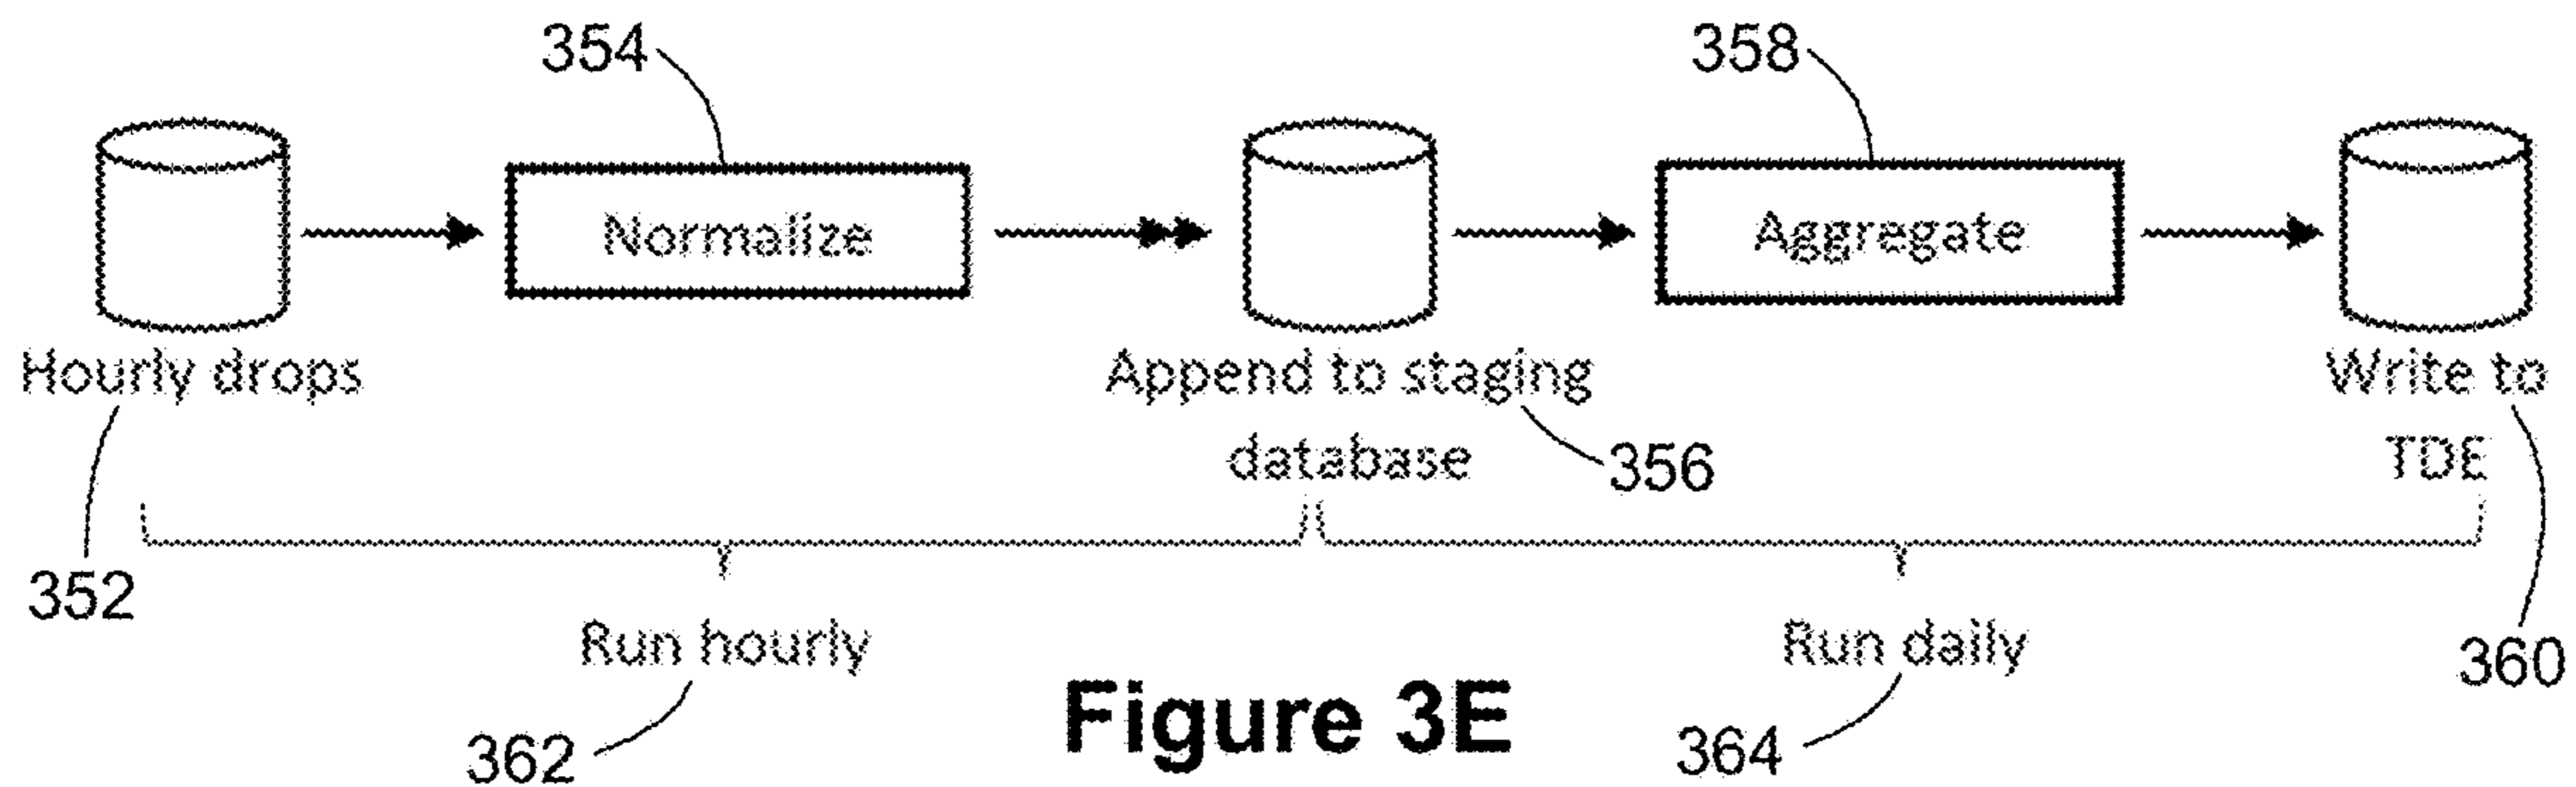 354
358
Normalize
Aggregate
Hourly drops
Append to staging
database
Write to
TDE
356
352
Run hourly
Run daily
360
Figure 3E
362
364